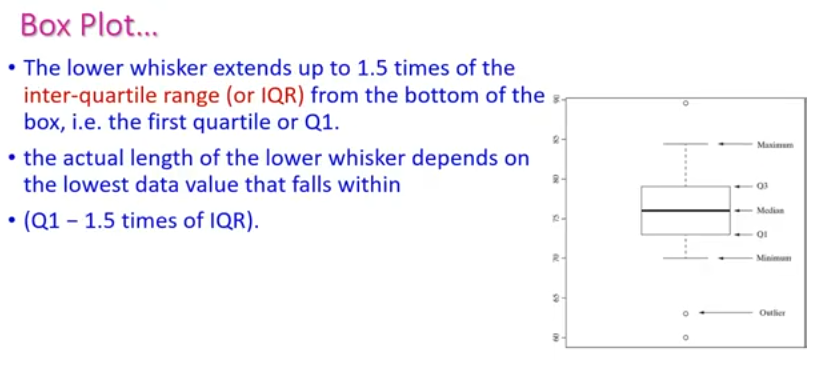 Box Plot...
• The lower whisker extends up to 1.5 times of the
inter-quartile range (or IQR) from the bottom of the
box, i.e. the first quartile or Q1.
• the actual length of the lower whisker depends on
the lowest data value that falls within
• (Q1 – 1.5 times of IQR).
90
85
80
75
70
65
60
Maximum
Q3
Median
Q1
Minimum
Outlier